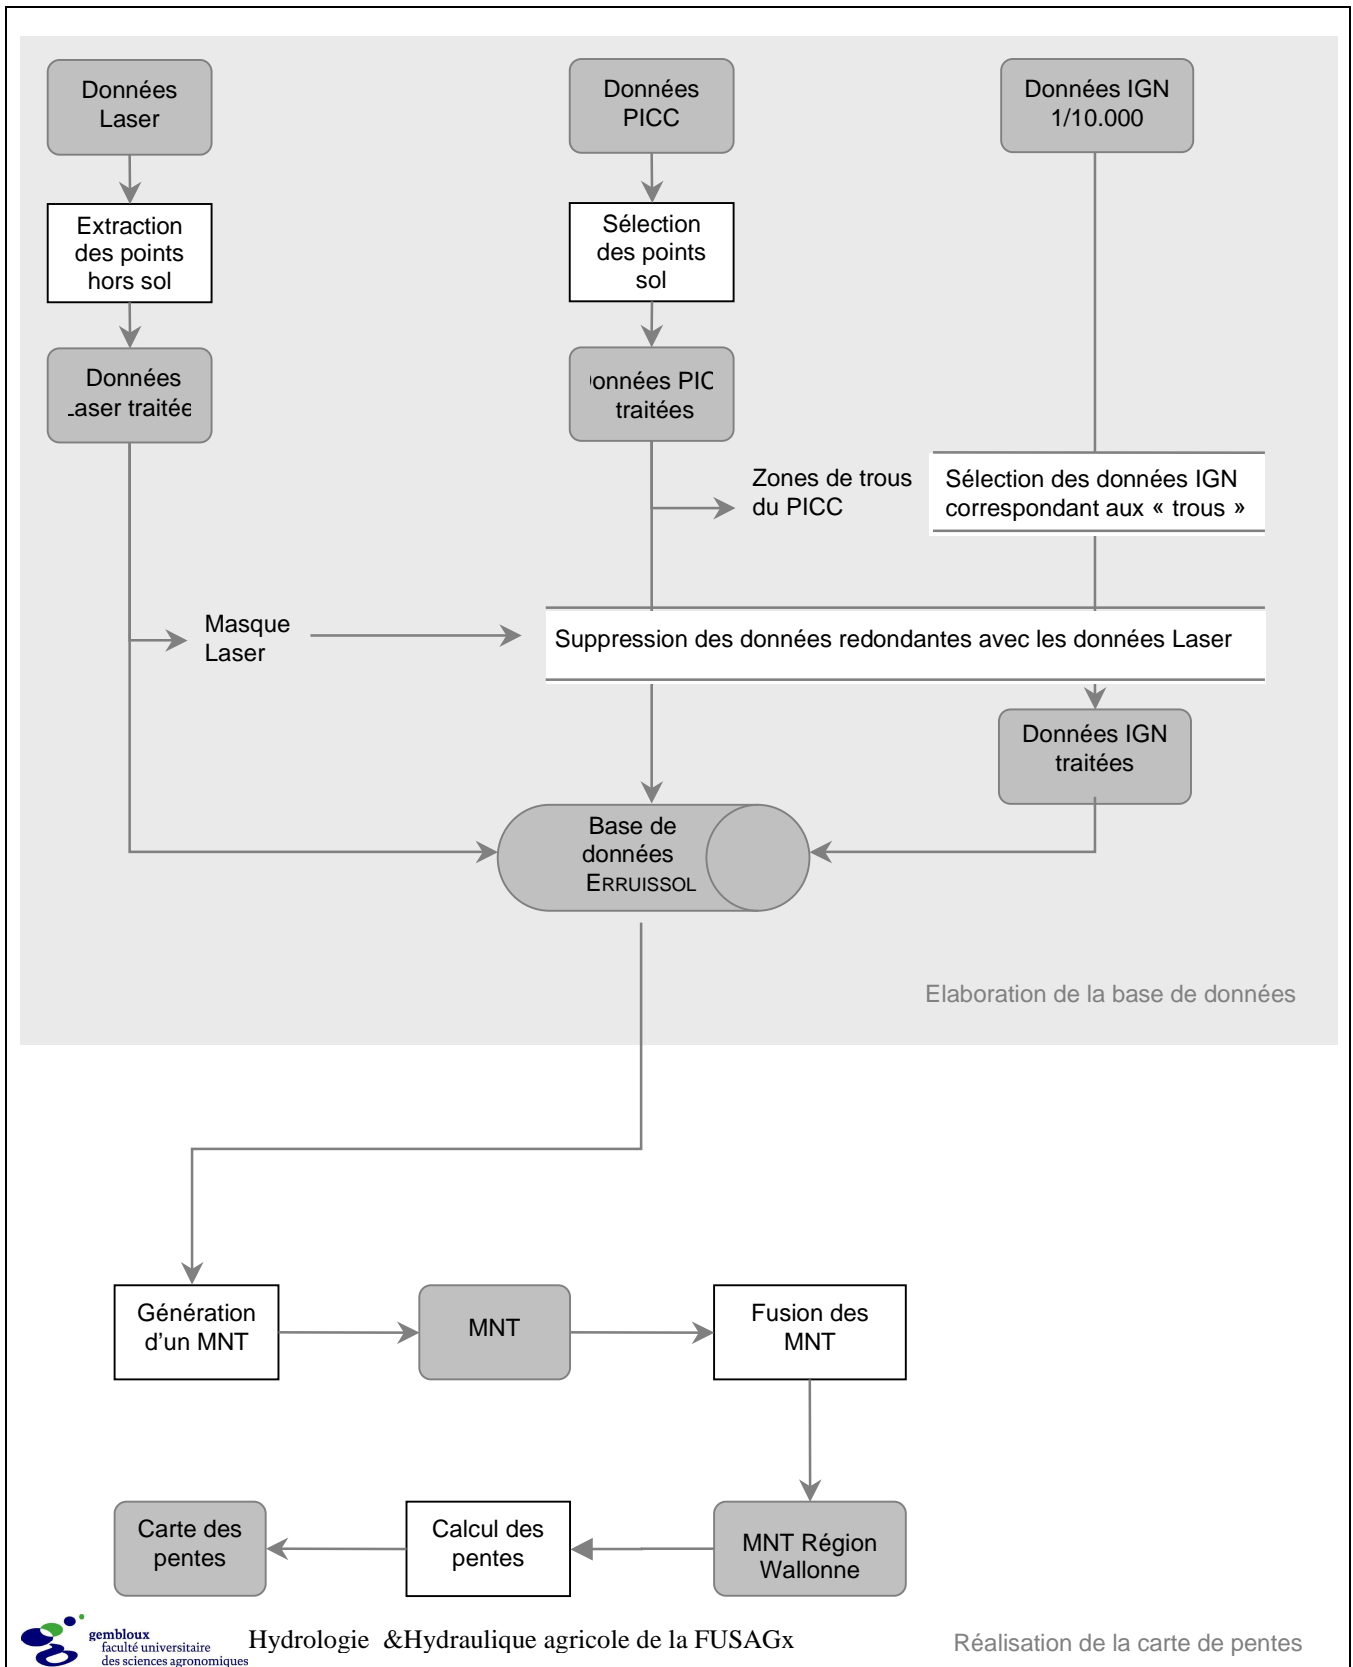 Données
Laser
Données
PICC
Données IGN
1/10.000
Extraction
des points
hors sol
Sélection
des points
sol
Données
Laser traitée
Données PIC
traitées
Zones de trous
du PICC
Sélection des données IGN
correspondant aux « trous »
Masque
Laser
Suppression des données redondantes avec les données Laser
Données IGN
traitées
Base de
données
ERRUISSOL
Elaboration de la base de données
Génération
d'un MNT
MNT
Fusion des
MNT
Carte des
pentes
Calcul des
pentes
MNT Région
Wallonne
gembloux
faculté universitaire
des sciences agronomiques
Hydrologie &Hydraulique agricole de la FUSAGx
Réalisation de la carte de pentes